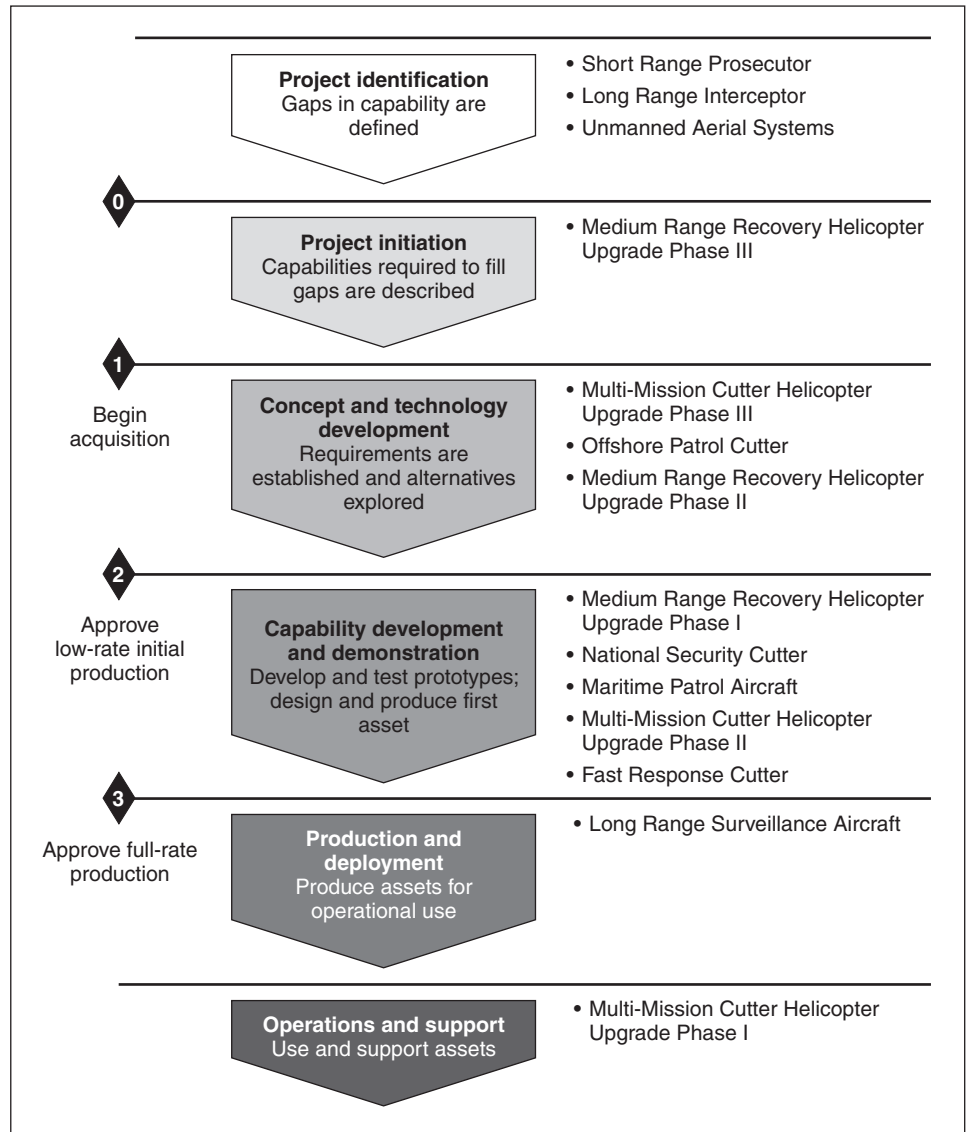 Project identification
Gaps in capability are
defined
• Short Range Prosecutor
• Long Range Interceptor
• Unmanned Aerial Systems
0
Project initiation
Capabilities required to fill
gaps are described
• Medium Range Recovery Helicopter
Upgrade Phase III
1
Begin
acquisition
Concept and technology
development
Requirements are
established and alternatives
explored
• Multi-Mission Cutter Helicopter
Upgrade Phase III
• Offshore Patrol Cutter
• Medium Range Recovery Helicopter
Upgrade Phase II
2
Approve
low-rate initial
production
Capability development
and demonstration
Develop and test prototypes;
design and produce first
asset
• Medium Range Recovery Helicopter
Upgrade Phase I
• National Security Cutter
• Maritime Patrol Aircraft
• Multi-Mission Cutter Helicopter
Upgrade Phase II
• Fast Response Cutter
3
Approve full-rate
production
Production and
deployment
Produce assets for
operational use
• Long Range Surveillance Aircraft
Operations and support
Use and support assets
• Multi-Mission Cutter Helicopter
Upgrade Phase I